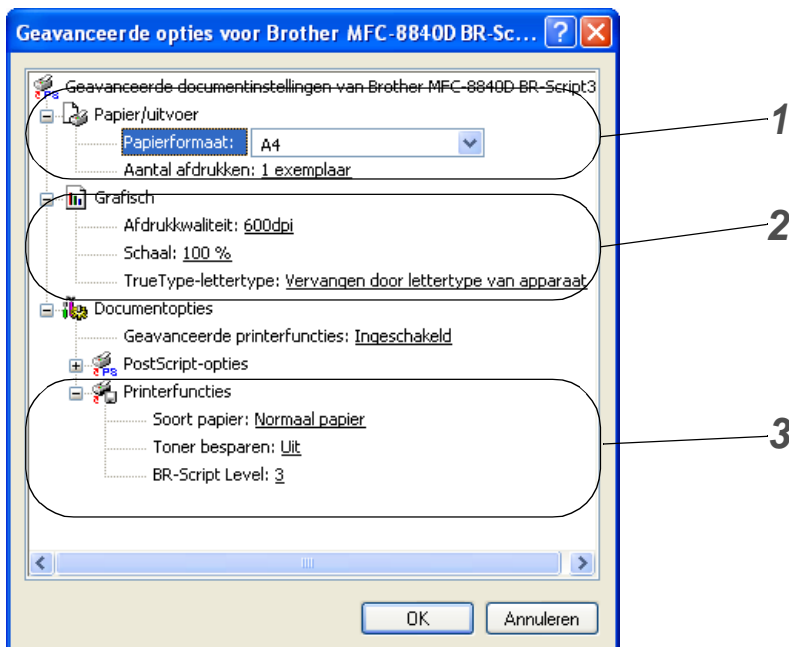 Geavanceerde opties voor Brother MFC-8840D BR-Sc...
Geavanceerde documentinstellingen van Brother MFC-8840D BR-Script3
Papier/uitvoer
Papierformaat: A4
Aantal afdrukken: 1 exemplaar
1
Grafisch
Afdrukkwaliteit: 600dpi
Schaal: 100 %
TrueType-lettertype: Vervangen door lettertype van apparaat
2
Documentopties
Geavanceerde printerfuncties: Ingeschakeld
PostScript-opties
Printerfuncties
Soort papier: Normaal papier
Toner besparen: Uit
BR-Script Level: 3
3
OK
Annuleren